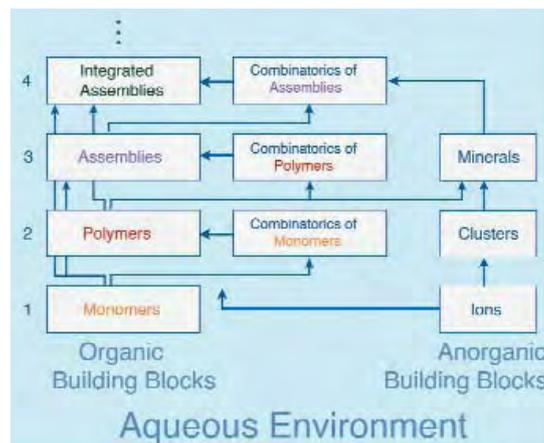 4
Integrated
Assemblies
Combinatorics of
Assemblies
3
Assemblies
Combinatorics of
Polymers
Minerals
2
Polymers
Combinatorics of
Monomers
Clusters
1
Monomers
Ions
Organic
Building Blocks
Anorganic
Building Blocks
Aqueous Environment